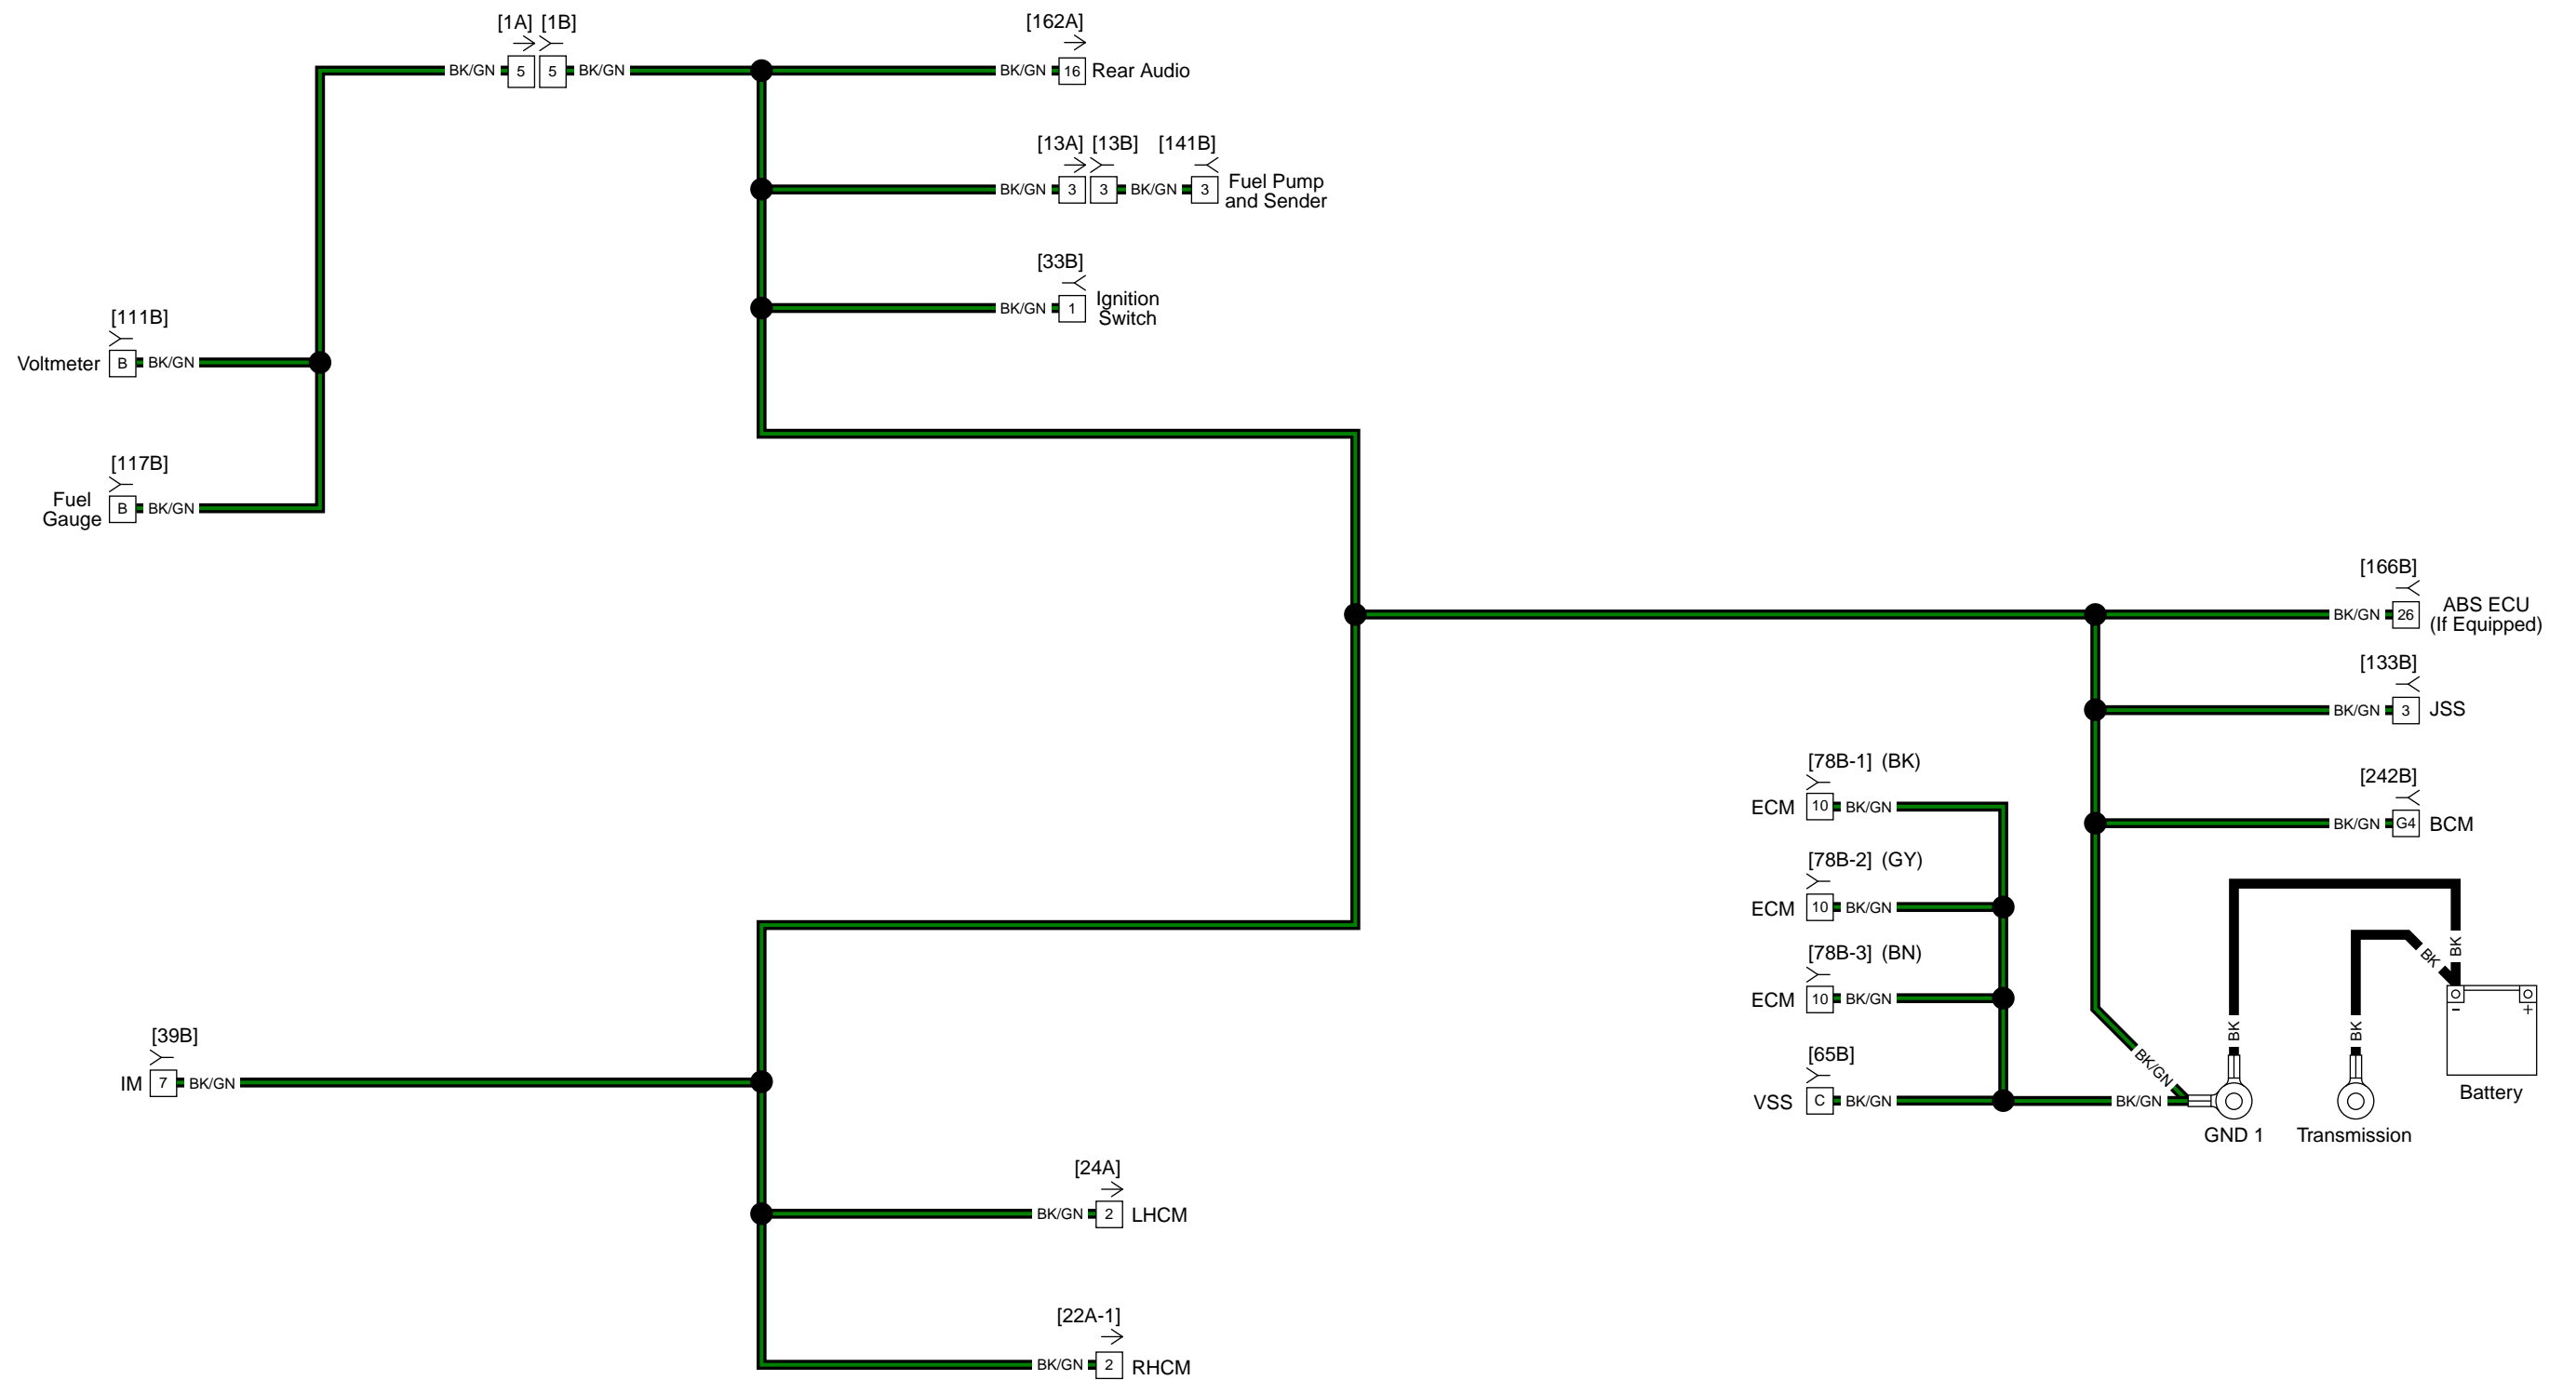 [1A] [1B]
BK/GN 5 5 BK/GN
[162A]
BK/GN 16 Rear Audio
[13A] [13B] [141B]
BK/GN 3 3 BK/GN 3 Fuel Pump
and Sender
[33B]
BK/GN 1 Ignition
Switch
[111B]
Voltmeter B BK/GN
[117B]
Fuel
Gauge B BK/GN
[166B]
BK/GN 26 ABS ECU
(If Equipped)
[133B]
BK/GN 3 JSS
[242B]
BK/GN G4 BCM
[78B-1] (BK)
ECM 10 BK/GN
[78B-2] (GY)
ECM 10 BK/GN
[78B-3] (BN)
ECM 10 BK/GN
[65B]
VSS C BK/GN
BK/GN
BK/GN
BK
BK
BK
BK
- +
Battery
GND 1
Transmission
[39B]
IM 7 BK/GN
[24A]
BK/GN 2 LHCM
[22A-1]
BK/GN 2 RHCM